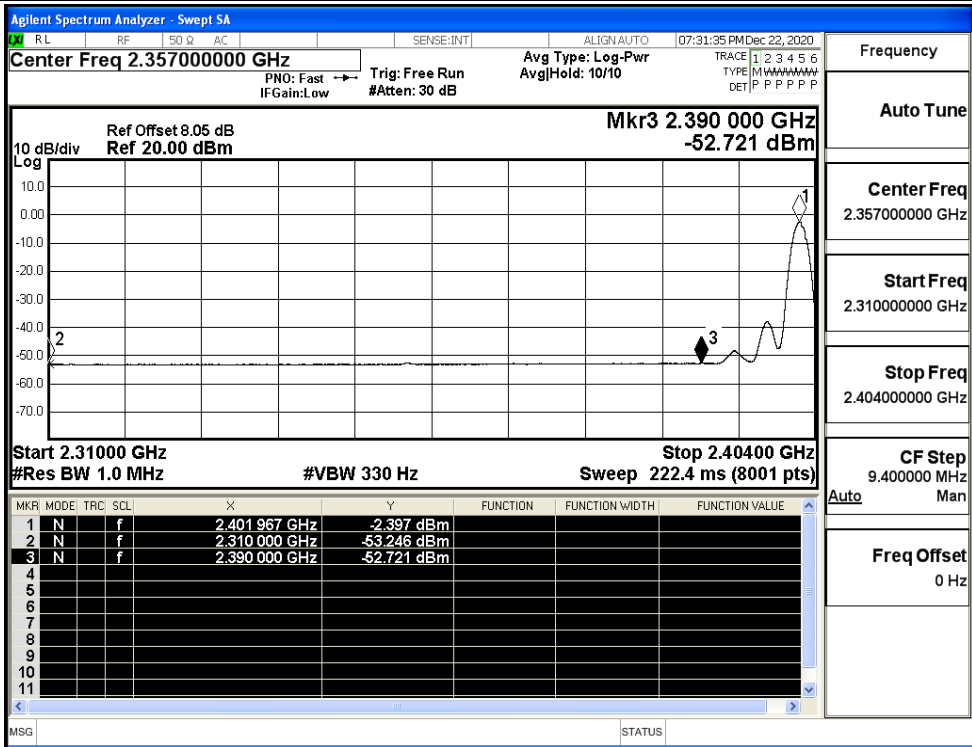 Agilent Spectrum Analyzer - Swept SA
LXI RL RF 50 Ω AC SENSE:INT ALIGN AUTO 07:31:35 PM Dec 22, 2020
Center Freq 2.357000000 GHz
PNO: Fast
IFGain:Low
Trig: Free Run
#Atten: 30 dB
Avg Type: Log-Pwr
Avg|Hold: 10/10
TRACE 1 2 3 4 5 6
TYPE M WWWWW
DET P P P P P P
Ref Offset 8.05 dB
10 dB/div Ref 20.00 dBm
Log
Mkr3 2.390 000 GHz
-52.721 dBm
10.0
0.00
-10.0
-20.0
-30.0
-40.0
-50.0
-60.0
-70.0
1
2
3
Start 2.31000 GHz Stop 2.40400 GHz
#Res BW 1.0 MHz #VBW 330 Hz Sweep 222.4 ms (8001 pts)
MKR MODE TRC SCL X Y FUNCTION FUNCTION WIDTH FUNCTION VALUE
1 N f 2.401 967 GHz -2.397 dBm
2 N f 2.310 000 GHz -53.246 dBm
3 N f 2.390 000 GHz -52.721 dBm
4
5
6
7
8
9
10
11
MSG STATUS
Frequency
Auto Tune
Center Freq
2.357000000 GHz
Start Freq
2.310000000 GHz
Stop Freq
2.404000000 GHz
CF Step
9.400000 MHz
Auto Man
Freq Offset
0 Hz